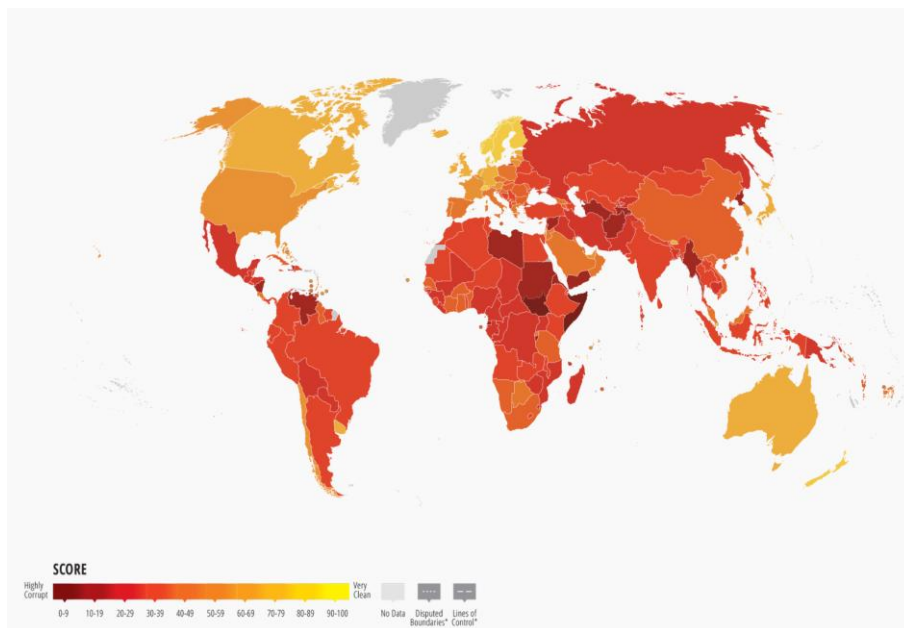 SCORE
Highly
Corrupt
Very
Clean
0-9 10-19 20-29 30-39 40-49 50-59 60-69 70-79 80-89 90-100
No Data
Disputed
Boundaries*
Lines of
Control*